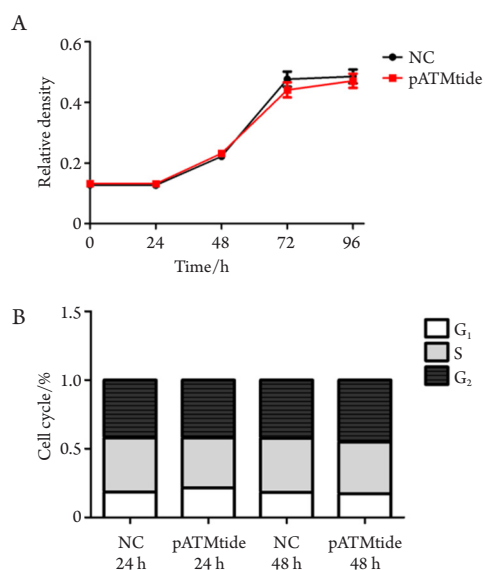 A
0.6
0.4
0.2
0
Relative density
0 24 48 72 96
Time/h
NC
pATMtide
B
1.5
1.0
0.5
0
Cell cycle/%
NC pATMtide NC pATMtide
24 h 24 h 48 h 48 h
G₁
S
G₂